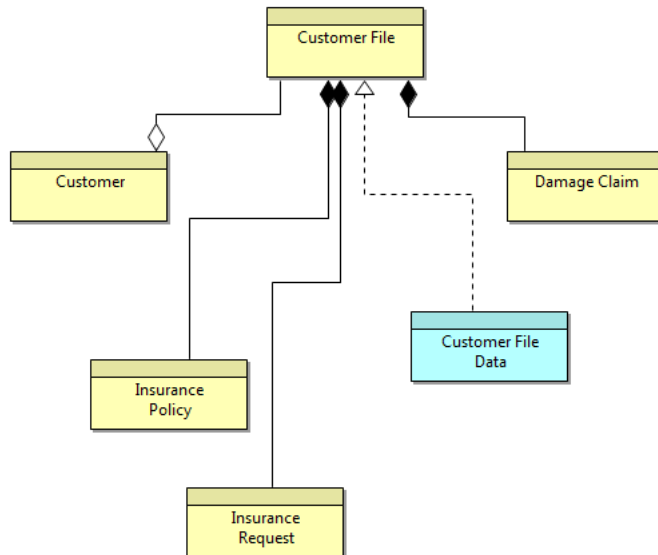 Customer File
Customer
Damage Claim
Customer File
Data
Insurance
Policy
Insurance
Request